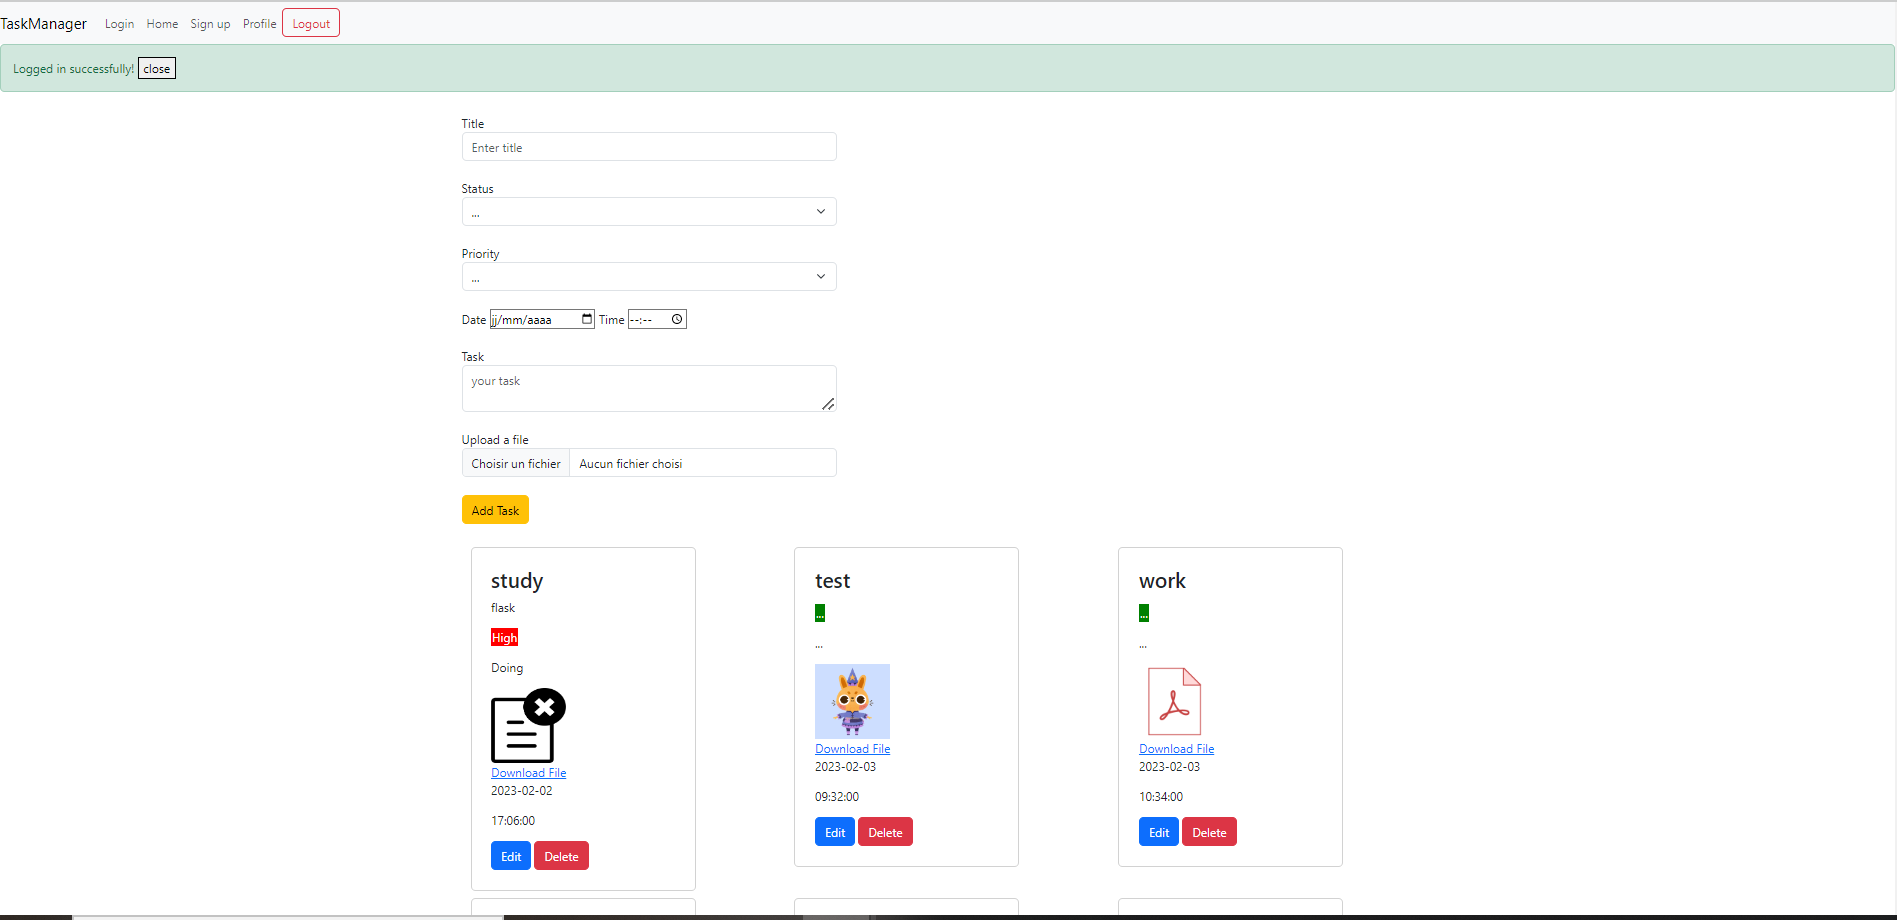 TaskManager Login Home Sign up Profile Logout
Logged in successfully! close
Title
Enter title
Status
...
Priority
...
Date jj/mm/aaaa Time --:--
Task
your task
Upload a file
Choisir un fichier Aucun fichier choisi
Add Task
study
flask
High
Doing
Download File
2023-02-02
17:06:00
Edit Delete
test
...
...
Download File
2023-02-03
09:32:00
Edit Delete
work
...
...
Download File
2023-02-03
10:34:00
Edit Delete